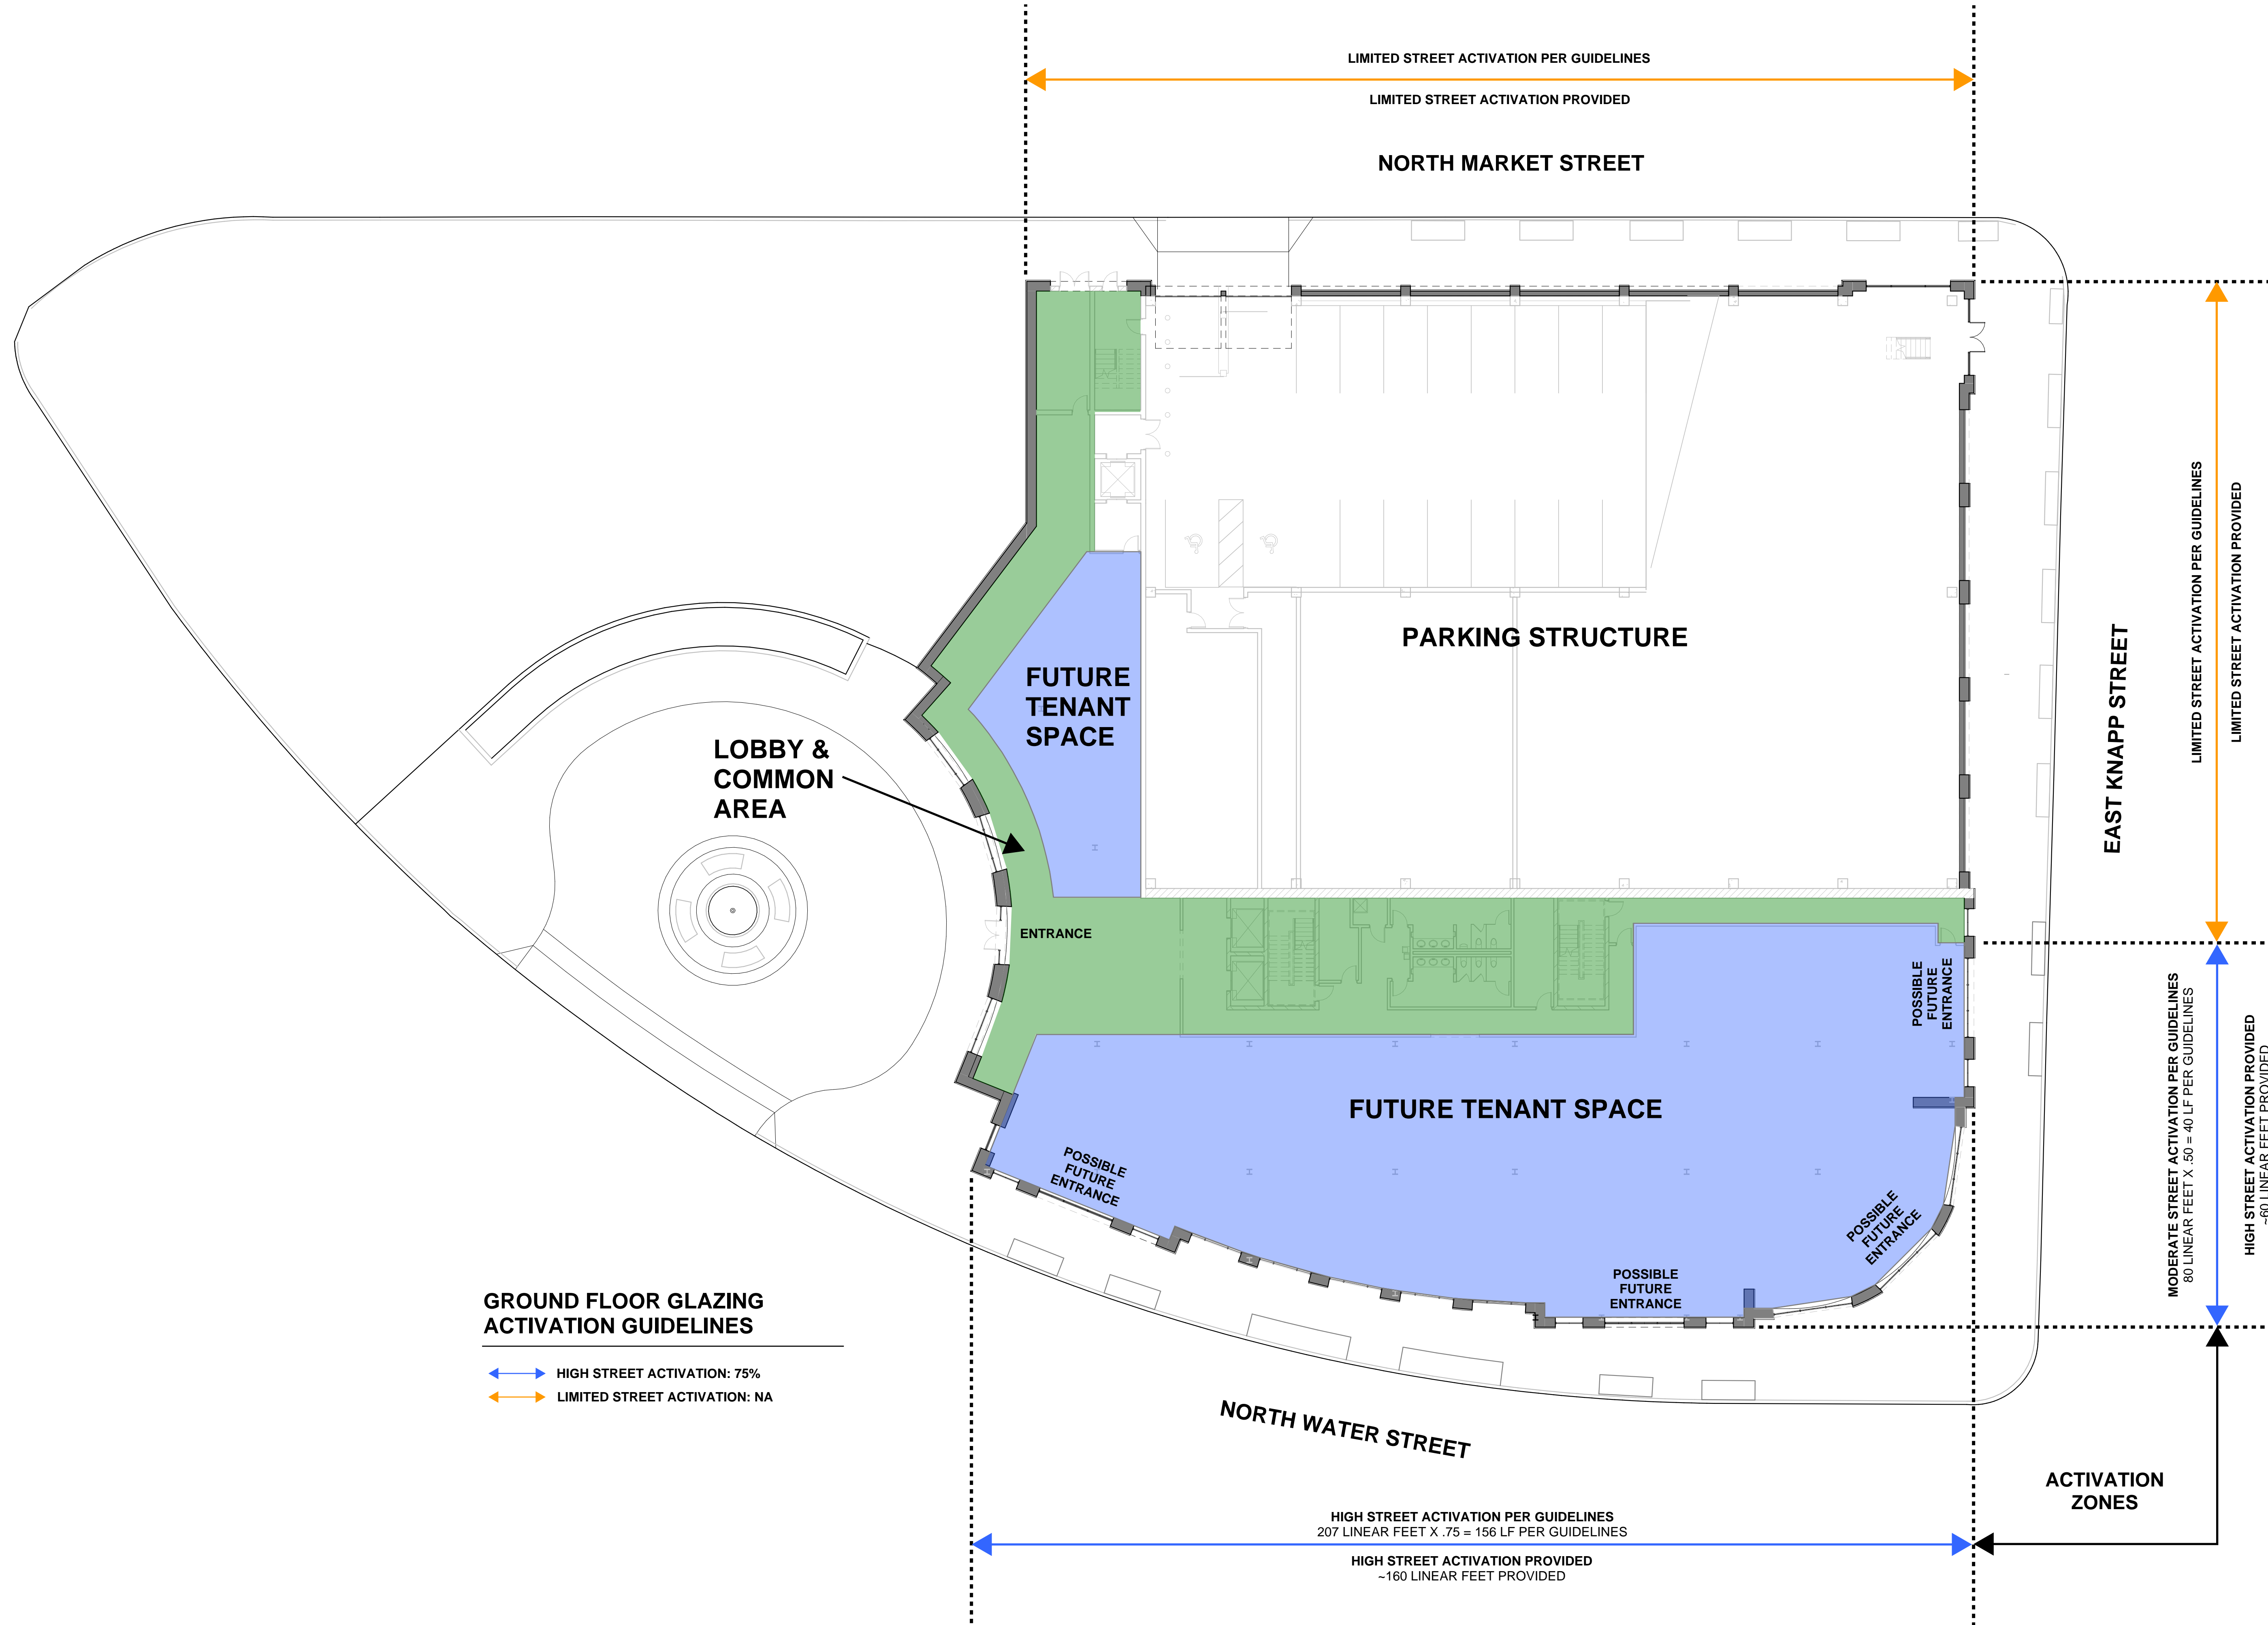 LIMITED STREET ACTIVATION PER GUIDELINES
LIMITED STREET ACTIVATION PROVIDED
NORTH MARKET STREET
PARKING STRUCTURE
FUTURE
TENANT
SPACE
LOBBY &
COMMON
AREA
ENTRANCE
EAST KNAPP STREET
LIMITED STREET ACTIVATION PER GUIDELINES
LIMITED STREET ACTIVATION PROVIDED
POSSIBLE
FUTURE
ENTRANCE
MODERATE STREET ACTIVATION PER GUIDELINES
80 LINEAR FEET X .50 = 40 LF PER GUIDELINES
HIGH STREET ACTIVATION PROVIDED
~60 LINEAR FEET PROVIDED
FUTURE TENANT SPACE
POSSIBLE
FUTURE
ENTRANCE
POSSIBLE
FUTURE
ENTRANCE
POSSIBLE
FUTURE
ENTRANCE
GROUND FLOOR GLAZING
ACTIVATION GUIDELINES
HIGH STREET ACTIVATION: 75%
LIMITED STREET ACTIVATION: NA
NORTH WATER STREET
ACTIVATION
ZONES
HIGH STREET ACTIVATION PER GUIDELINES
207 LINEAR FEET X .75 = 156 LF PER GUIDELINES
HIGH STREET ACTIVATION PROVIDED
~160 LINEAR FEET PROVIDED